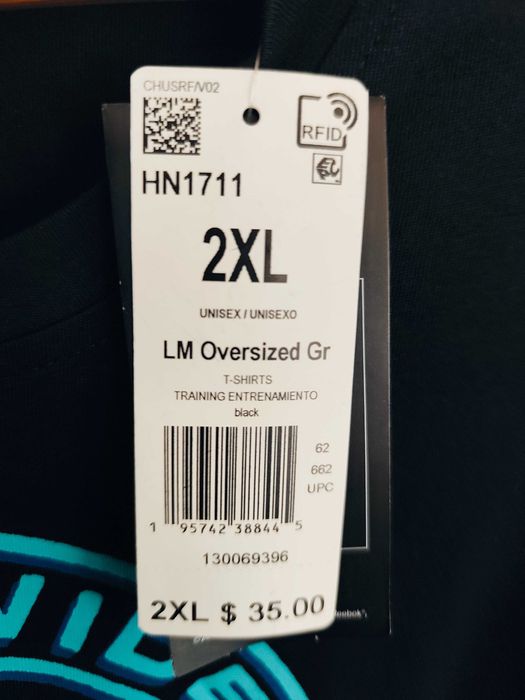 CHUSRF/V02
RFID
HN1711
2XL
UNISEX / UNISEXO
LM Oversized Gr
T-SHIRTS
TRAINING ENTRENAMIENTO
black
62
662
UPC
1 95742 38844 5
130069396
2XL $ 35.00